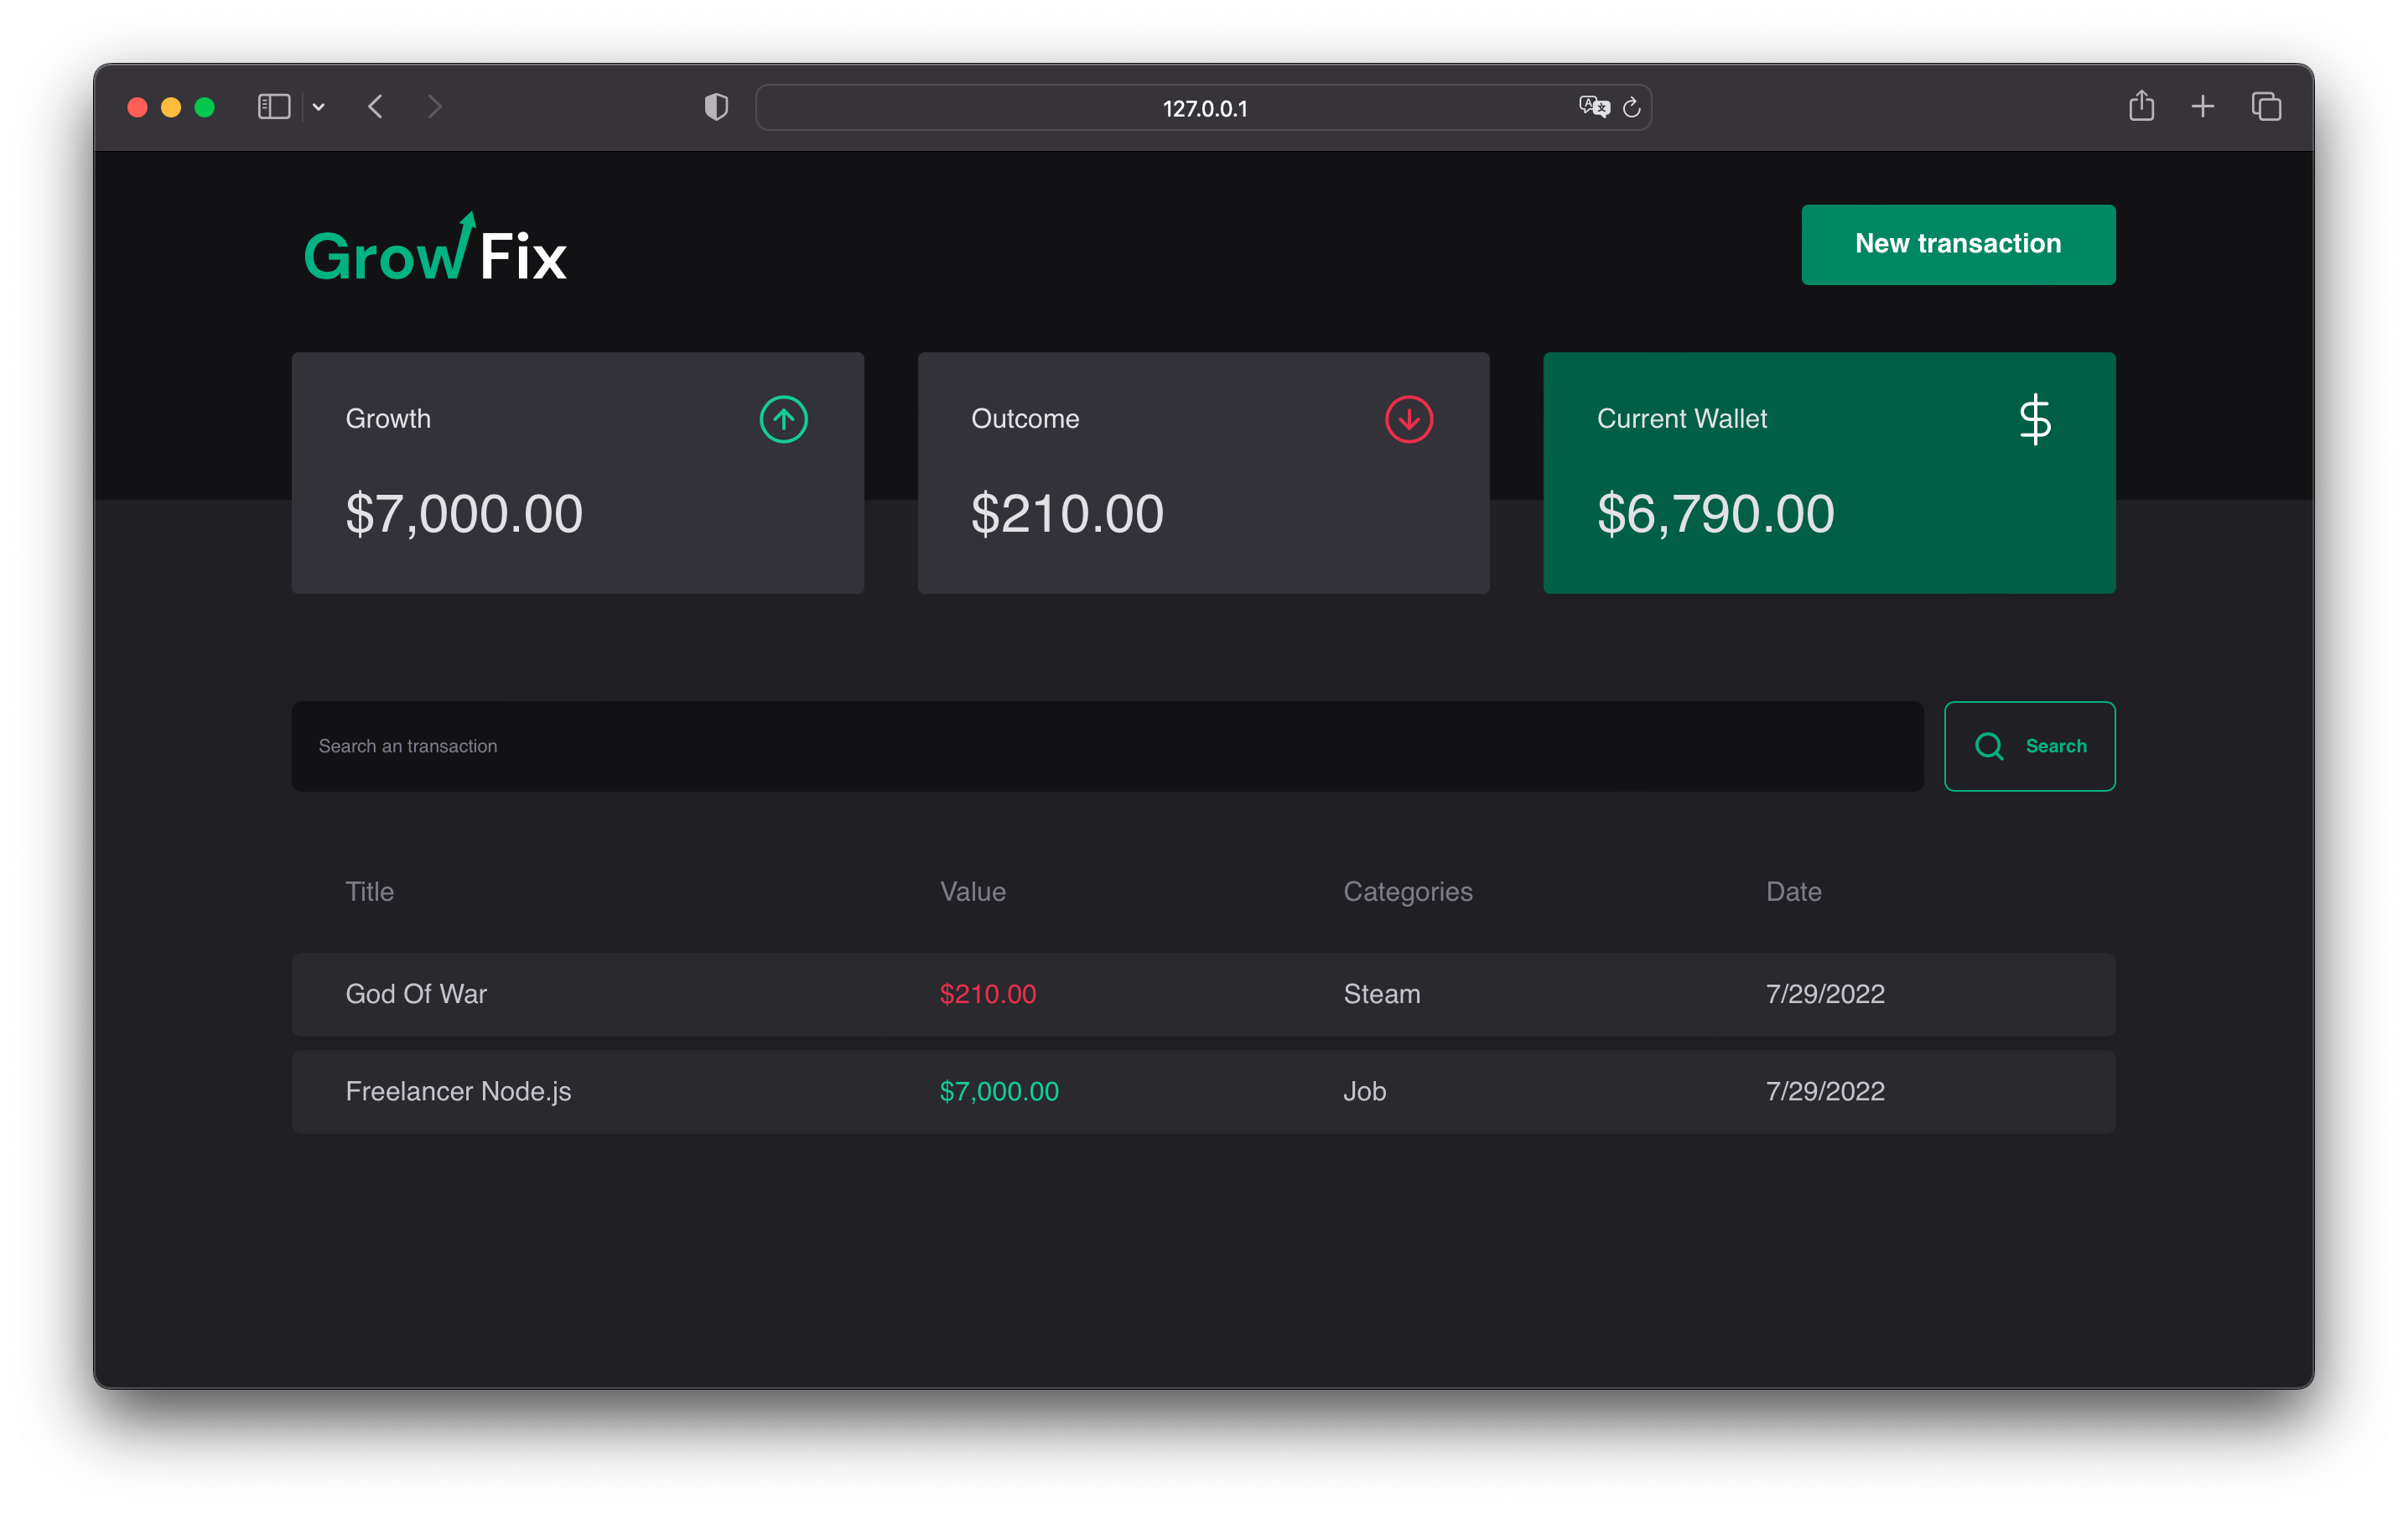 127.0.0.1
GrowFix
New transaction
Growth
$7,000.00
Outcome
$210.00
Current Wallet
$
$6,790.00
Search an transaction
Search
Title Value Categories Date
God Of War $210.00 Steam 7/29/2022
Freelancer Node.js $7,000.00 Job 7/29/2022